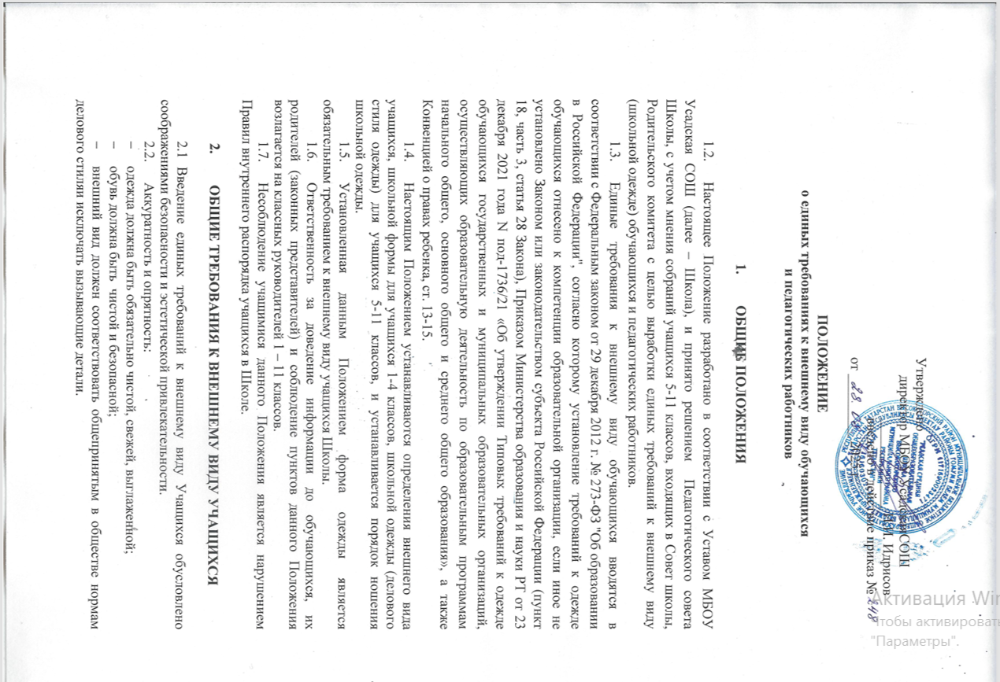 Утверждено
директор МБОУ Усадская СОШ
И. Идрисов
действие приказ № 248
от 28.08
ПОЛОЖЕНИЕ
о единых требованиях к внешнему виду обучающихся
и педагогических работников
1. ОБЩИЕ ПОЛОЖЕНИЯ
1.2. Настоящее Положение разработано в соответствии с Уставом МБОУ
Усадская СОШ (далее – Школа), и принято решением Педагогического совета
Школы, с учетом мнения собраний учащихся 5-11 классов, входящих в Совет школы,
Родительского комитета с целью выработки единых требований к внешнему виду
(школьной одежде) обучающихся и педагогических работников.
1.3. Единые требования к внешнему виду обучающихся вводятся в
соответствии с Федеральным законом от 29 декабря 2012 г. № 273-ФЗ "Об образовании
в Российской Федерации", согласно которому установление требований к одежде
обучающихся отнесено к компетенции образовательной организации, если иное не
установлено Законом или законодательством субъекта Российской Федерации (пункт
18, часть 3, статья 28 Закона), Приказом Министерства образования и науки РТ от 23
декабря 2021 года N под-1736/21 «Об утверждении Типовых требований к одежде
обучающихся государственных и муниципальных образовательных организаций,
осуществляющих образовательную деятельность по образовательным программам
начального общего, основного общего и среднего общего образования», а также
Конвенцией о правах ребенка, ст. 13-15.
1.4. Настоящим Положением устанавливаются определения внешнего вида
учащихся, школьной формы для учащихся 1-4 классов, школьной одежды (делового
стиля одежды) для учащихся 5-11 классов, и устанавливается порядок ношения
школьной одежды.
1.5. Установленная данным Положением форма одежды является
обязательным требованием к внешнему виду учащихся Школы.
1.6. Ответственность за доведение информации до обучающихся, их
родителей (законных представителей) и соблюдение пунктов данного Положения
возлагается на классных руководителей 1 – 11 классов.
1.7. Несоблюдение учащимися данного Положения является нарушением
Правил внутреннего распорядка учащихся в Школе.
2. ОБЩИЕ ТРЕБОВАНИЯ К ВНЕШНЕМУ ВИДУ УЧАЩИХСЯ
2.1 Введение единых требований к внешнему виду Учащихся обусловлено
соображениями безопасности и эстетической привлекательности.
2.2. Аккуратность и опрятность:
– одежда должна быть обязательно чистой, свежей, выглаженной;
– обувь должна быть чистой и безопасной;
– внешний вид должен соответствовать общепринятым в обществе нормам
делового стиляи исключать вызывающие детали.
Активация Win
Чтобы активировать
"Параметры".